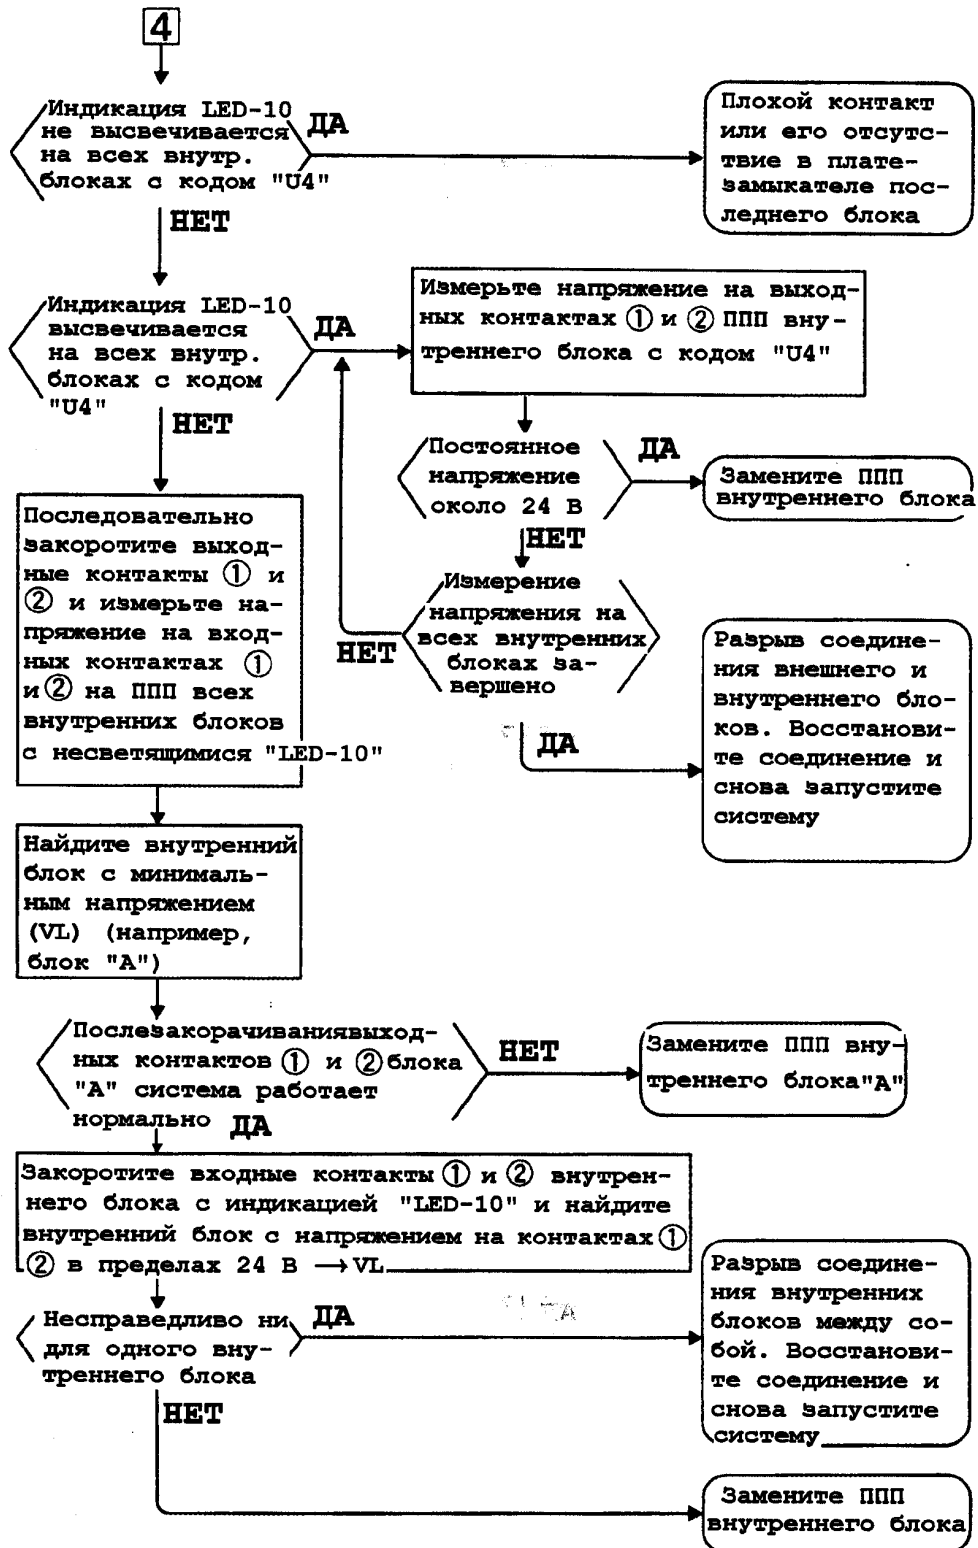 4
Индикация LED-10
не высвечивается
на всех внутр.
блоках с кодом "U4"
ДА
Плохой контакт
или его отсутс-
твие в плате-
замыкателе пос-
леднего блока
НЕТ
Индикация LED-10
высвечивается
на всех внутр.
блоках с кодом
"U4"
ДА
Измерьте напряжение на выход-
ных контактах ① и ② ППП вну-
треннего блока с кодом "U4"
НЕТ
Постоянное
напряжение
около 24 В
ДА
Замените ППП
внутреннего блока
НЕТ
Измерение
напряжения на
всех внутренних
блоках за-
вершено
НЕТ
ДА
Разрыв соедине-
ния внешнего и
внутреннего бло-
ков. Восстанови-
те соединение и
снова запустите
систему
Последовательно
закоротите выход-
ные контакты ① и
② и измерьте на-
пряжение на вход-
ных контактах ①
и ② на ППП всех
внутренних блоков
с несветящимися "LED-10"
Найдите внутренний
блок с минималь-
ным напряжением
(VL) (например,
блок "А")
Послезакорачиваниявыход-
ных контактов ① и ② блока
"А" система работает
нормально
НЕТ
Замените ППП вну-
треннего блока"А"
ДА
Закоротите входные контакты ① и ② внутрен-
него блока с индикацией "LED-10" и найдите
внутренний блок с напряжением на контактах ①
② в пределах 24 В → VL
Несправедливо ни
для одного вну-
треннего блока
ДА
Разрыв соедине-
ния внутренних
блоков между со-
бой. Восстанови-
те соединение и
снова запустите
систему
НЕТ
Замените ППП
внутреннего блока